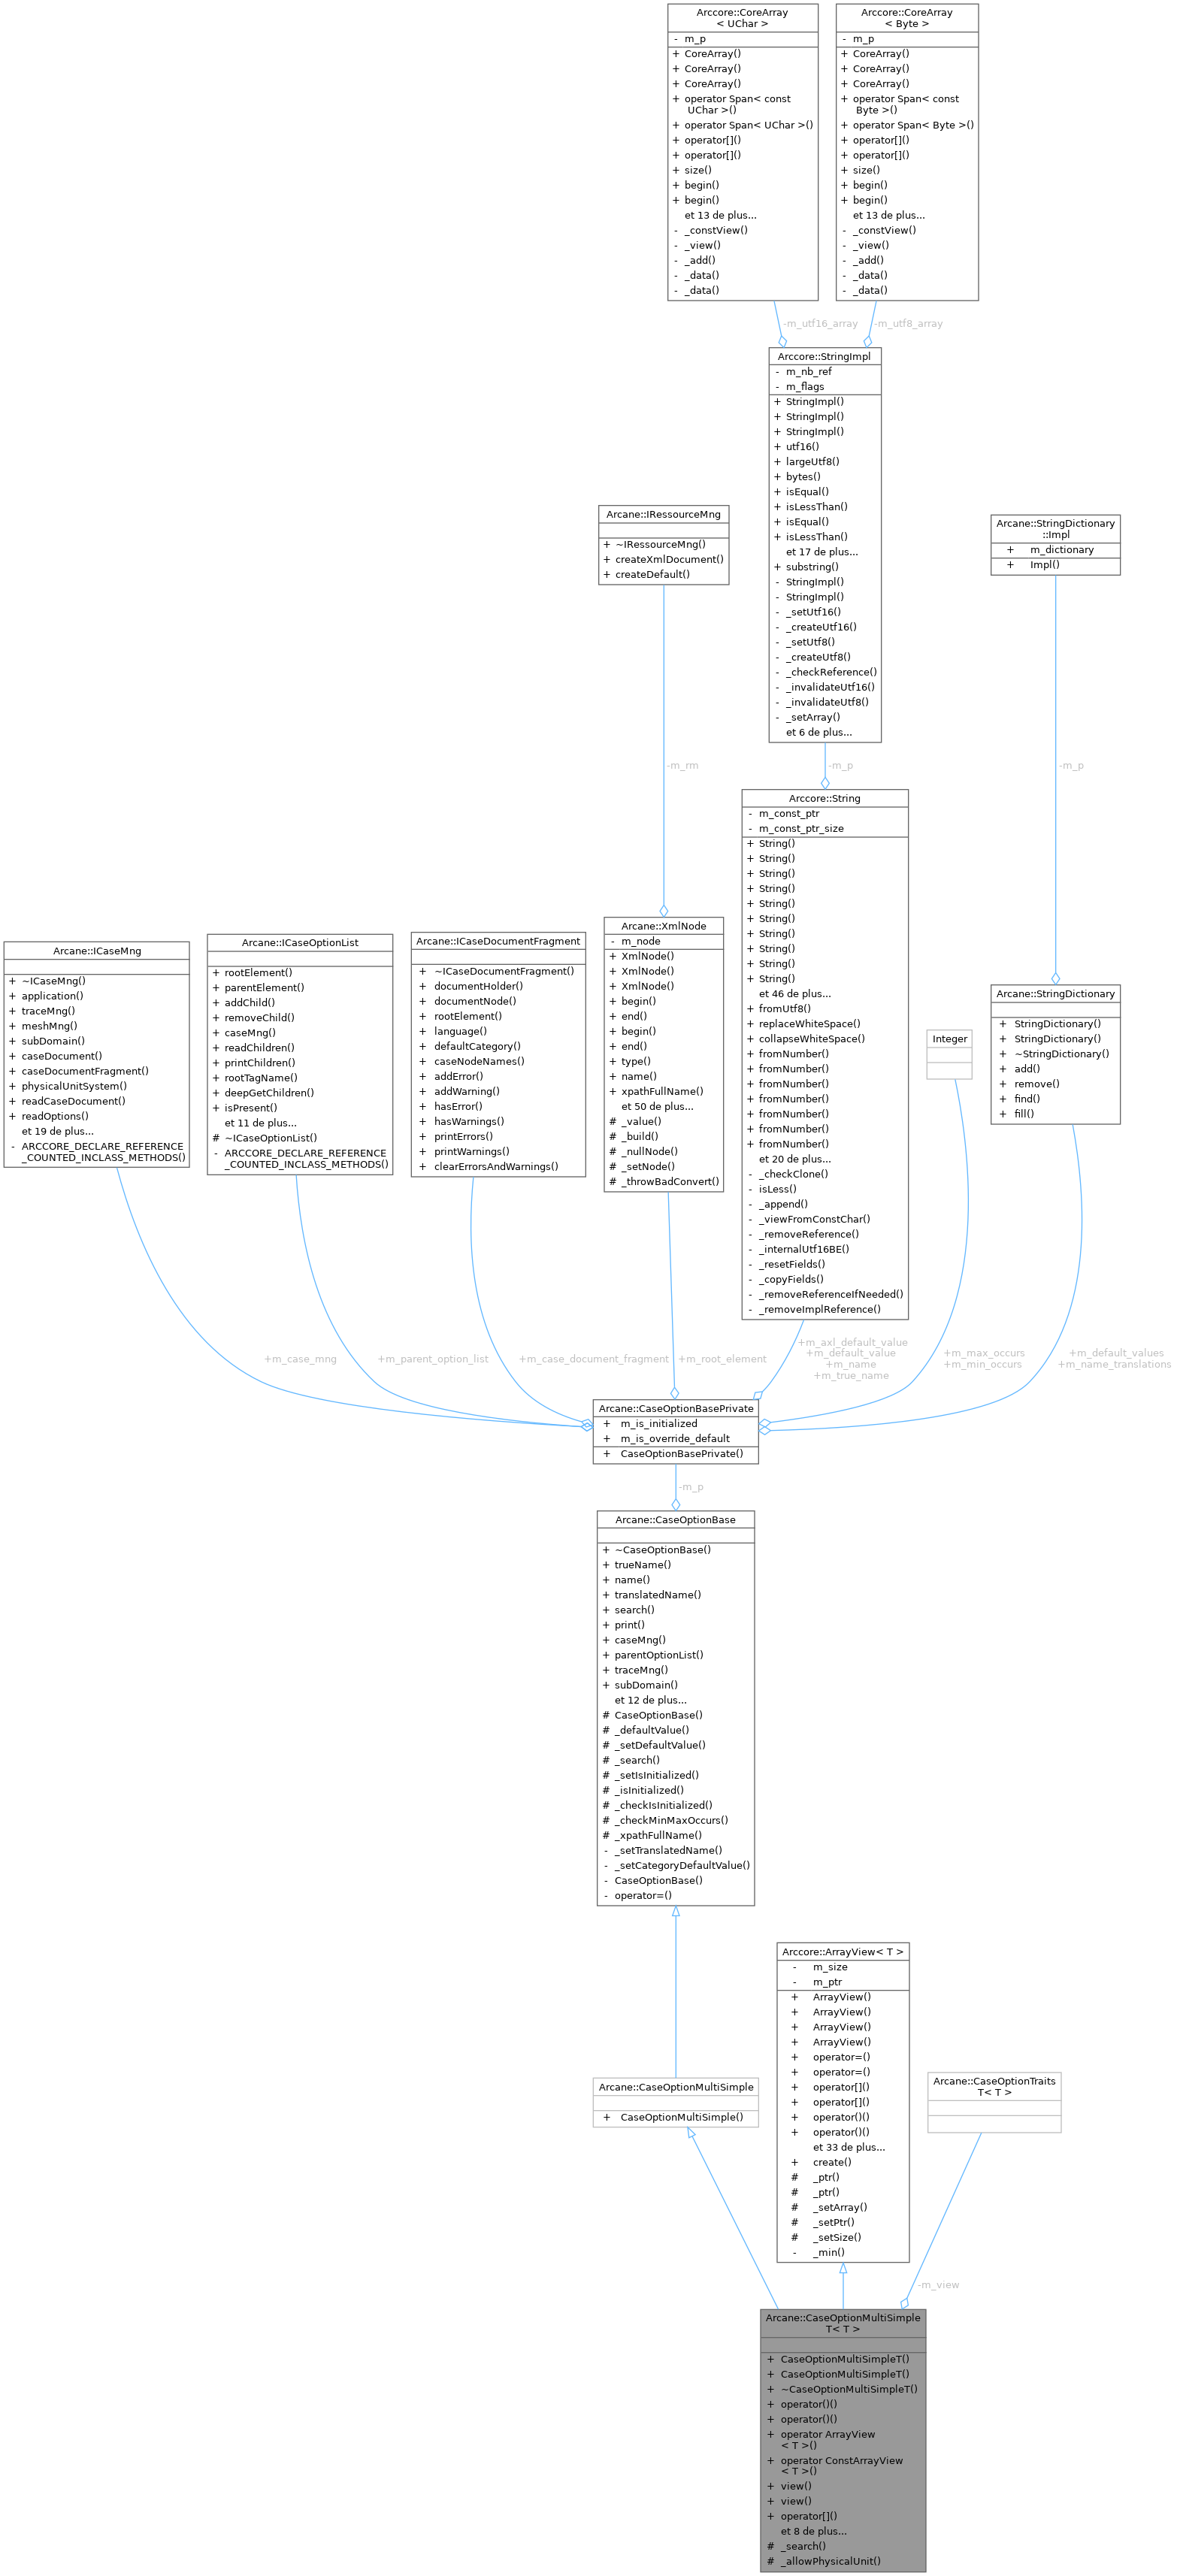 Arccore::CoreArray
< UChar >
- m_p
+ CoreArray()
+ CoreArray()
+ CoreArray()
+ operator Span< const
UChar >()
+ operator Span< UChar >()
+ operator[]()
+ operator[]()
+ size()
+ begin()
+ begin()
et 13 de plus...
- _constView()
- _view()
- _add()
- _data()
- _data()
Arccore::CoreArray
< Byte >
- m_p
+ CoreArray()
+ CoreArray()
+ CoreArray()
+ operator Span< const
Byte >()
+ operator Span< Byte >()
+ operator[]()
+ operator[]()
+ size()
+ begin()
+ begin()
et 13 de plus...
- _constView()
- _view()
- _add()
- _data()
- _data()
-m_utf16_array
-m_utf8_array
Arccore::StringImpl
- m_nb_ref
- m_flags
+ StringImpl()
+ StringImpl()
+ StringImpl()
+ utf16()
+ largeUtf8()
+ bytes()
+ isEqual()
+ isLessThan()
+ isEqual()
+ isLessThan()
et 17 de plus...
+ substring()
- StringImpl()
- StringImpl()
- _setUtf16()
- _createUtf16()
- _setUtf8()
- _createUtf8()
- _checkReference()
- _invalidateUtf16()
- _invalidateUtf8()
- _setArray()
et 6 de plus...
Arcane::IRessourceMng
+ ~IRessourceMng()
+ createXmlDocument()
+ createDefault()
Arcane::StringDictionary
::Impl
+ m_dictionary
+ Impl()
-m_rm
-m_p
-m_p
Arccore::String
- m_const_ptr
- m_const_ptr_size
+ String()
+ String()
+ String()
+ String()
+ String()
+ String()
+ String()
+ String()
+ String()
+ String()
et 46 de plus...
+ fromUtf8()
+ replaceWhiteSpace()
+ collapseWhiteSpace()
+ fromNumber()
+ fromNumber()
+ fromNumber()
+ fromNumber()
+ fromNumber()
+ fromNumber()
+ fromNumber()
et 20 de plus...
- _checkClone()
- isLess()
- _append()
- _viewFromConstChar()
- _removeReference()
- _internalUtf16BE()
- _resetFields()
- _copyFields()
- _removeReferenceIfNeeded()
- _removeImplReference()
Arcane::ICaseMng
+ ~ICaseMng()
+ application()
+ traceMng()
+ meshMng()
+ subDomain()
+ caseDocument()
+ caseDocumentFragment()
+ physicalUnitSystem()
+ readCaseDocument()
+ readOptions()
et 19 de plus...
- ARCCORE_DECLARE_REFERENCE
_COUNTED_INCLASS_METHODS()
Arcane::ICaseOptionList
+ rootElement()
+ parentElement()
+ addChild()
+ removeChild()
+ caseMng()
+ readChildren()
+ printChildren()
+ rootTagName()
+ deepGetChildren()
+ isPresent()
et 11 de plus...
# ~ICaseOptionList()
- ARCCORE_DECLARE_REFERENCE
_COUNTED_INCLASS_METHODS()
Arcane::ICaseDocumentFragment
+ ~ICaseDocumentFragment()
+ documentHolder()
+ documentNode()
+ rootElement()
+ language()
+ defaultCategory()
+ caseNodeNames()
+ addError()
+ addWarning()
+ hasError()
+ hasWarnings()
+ printErrors()
+ printWarnings()
+ clearErrorsAndWarnings()
Arcane::XmlNode
- m_node
+ XmlNode()
+ XmlNode()
+ XmlNode()
+ begin()
+ end()
+ begin()
+ end()
+ type()
+ name()
+ xpathFullName()
et 50 de plus...
# _value()
# _build()
# _nullNode()
# _setNode()
# _throwBadConvert()
Integer
Arcane::StringDictionary
+ StringDictionary()
+ StringDictionary()
+ ~StringDictionary()
+ add()
+ remove()
+ find()
+ fill()
+m_case_mng
+m_parent_option_list
+m_case_document_fragment
+m_root_element
+m_axl_default_value
+m_default_value
+m_name
+m_true_name
+m_max_occurs
+m_min_occurs
+m_default_values
+m_name_translations
Arcane::CaseOptionBasePrivate
+ m_is_initialized
+ m_is_override_default
+ CaseOptionBasePrivate()
-m_p
Arcane::CaseOptionBase
+ ~CaseOptionBase()
+ trueName()
+ name()
+ translatedName()
+ search()
+ print()
+ caseMng()
+ parentOptionList()
+ traceMng()
+ subDomain()
et 12 de plus...
# CaseOptionBase()
# _defaultValue()
# _setDefaultValue()
# _search()
# _setIsInitialized()
# _isInitialized()
# _checkIsInitialized()
# _checkMinMaxOccurs()
# _xpathFullName()
- _setTranslatedName()
- _setCategoryDefaultValue()
- CaseOptionBase()
- operator=()
Arccore::ArrayView< T >
- m_size
- m_ptr
+ ArrayView()
+ ArrayView()
+ ArrayView()
+ ArrayView()
+ operator=()
+ operator=()
+ operator[]()
+ operator[]()
+ operator()()
+ operator()()
et 33 de plus...
+ create()
# _ptr()
# _ptr()
# _setArray()
# _setPtr()
# _setSize()
- _min()
Arcane::CaseOptionMultiSimple
+ CaseOptionMultiSimple()
Arcane::CaseOptionTraits
T< T >
-m_view
Arcane::CaseOptionMultiSimple
T< T >
+ CaseOptionMultiSimpleT()
+ CaseOptionMultiSimpleT()
+ ~CaseOptionMultiSimpleT()
+ operator()()
+ operator()()
+ operator ArrayView
< T >()
+ operator ConstArrayView
< T >()
+ view()
+ view()
+ operator[]()
et 8 de plus...
# _search()
# _allowPhysicalUnit()